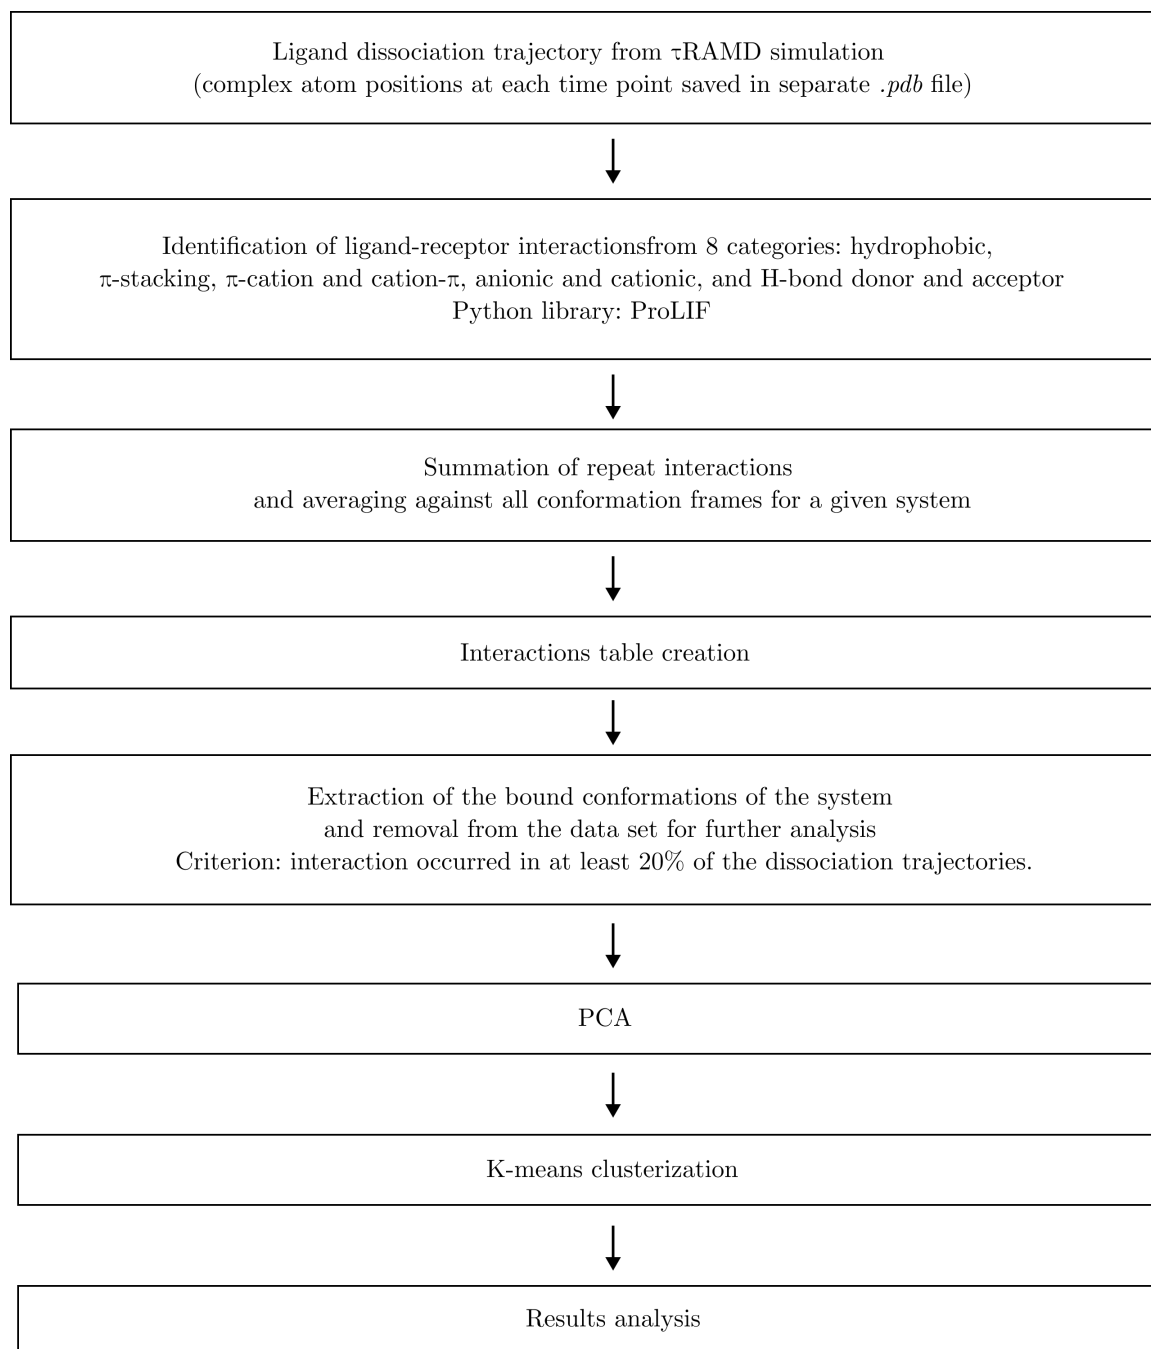 Ligand dissociation trajectory from τRAMD simulation
(complex atom positions at each time point saved in separate .pdb file)
Identification of ligand-receptor interactionsfrom 8 categories: hydrophobic,
π-stacking, π-cation and cation-π, anionic and cationic, and H-bond donor and acceptor
Python library: ProLIF
Summation of repeat interactions
and averaging against all conformation frames for a given system
Interactions table creation
Extraction of the bound conformations of the system
and removal from the data set for further analysis
Criterion: interaction occurred in at least 20% of the dissociation trajectories.
PCA
K-means clusterization
Results analysis